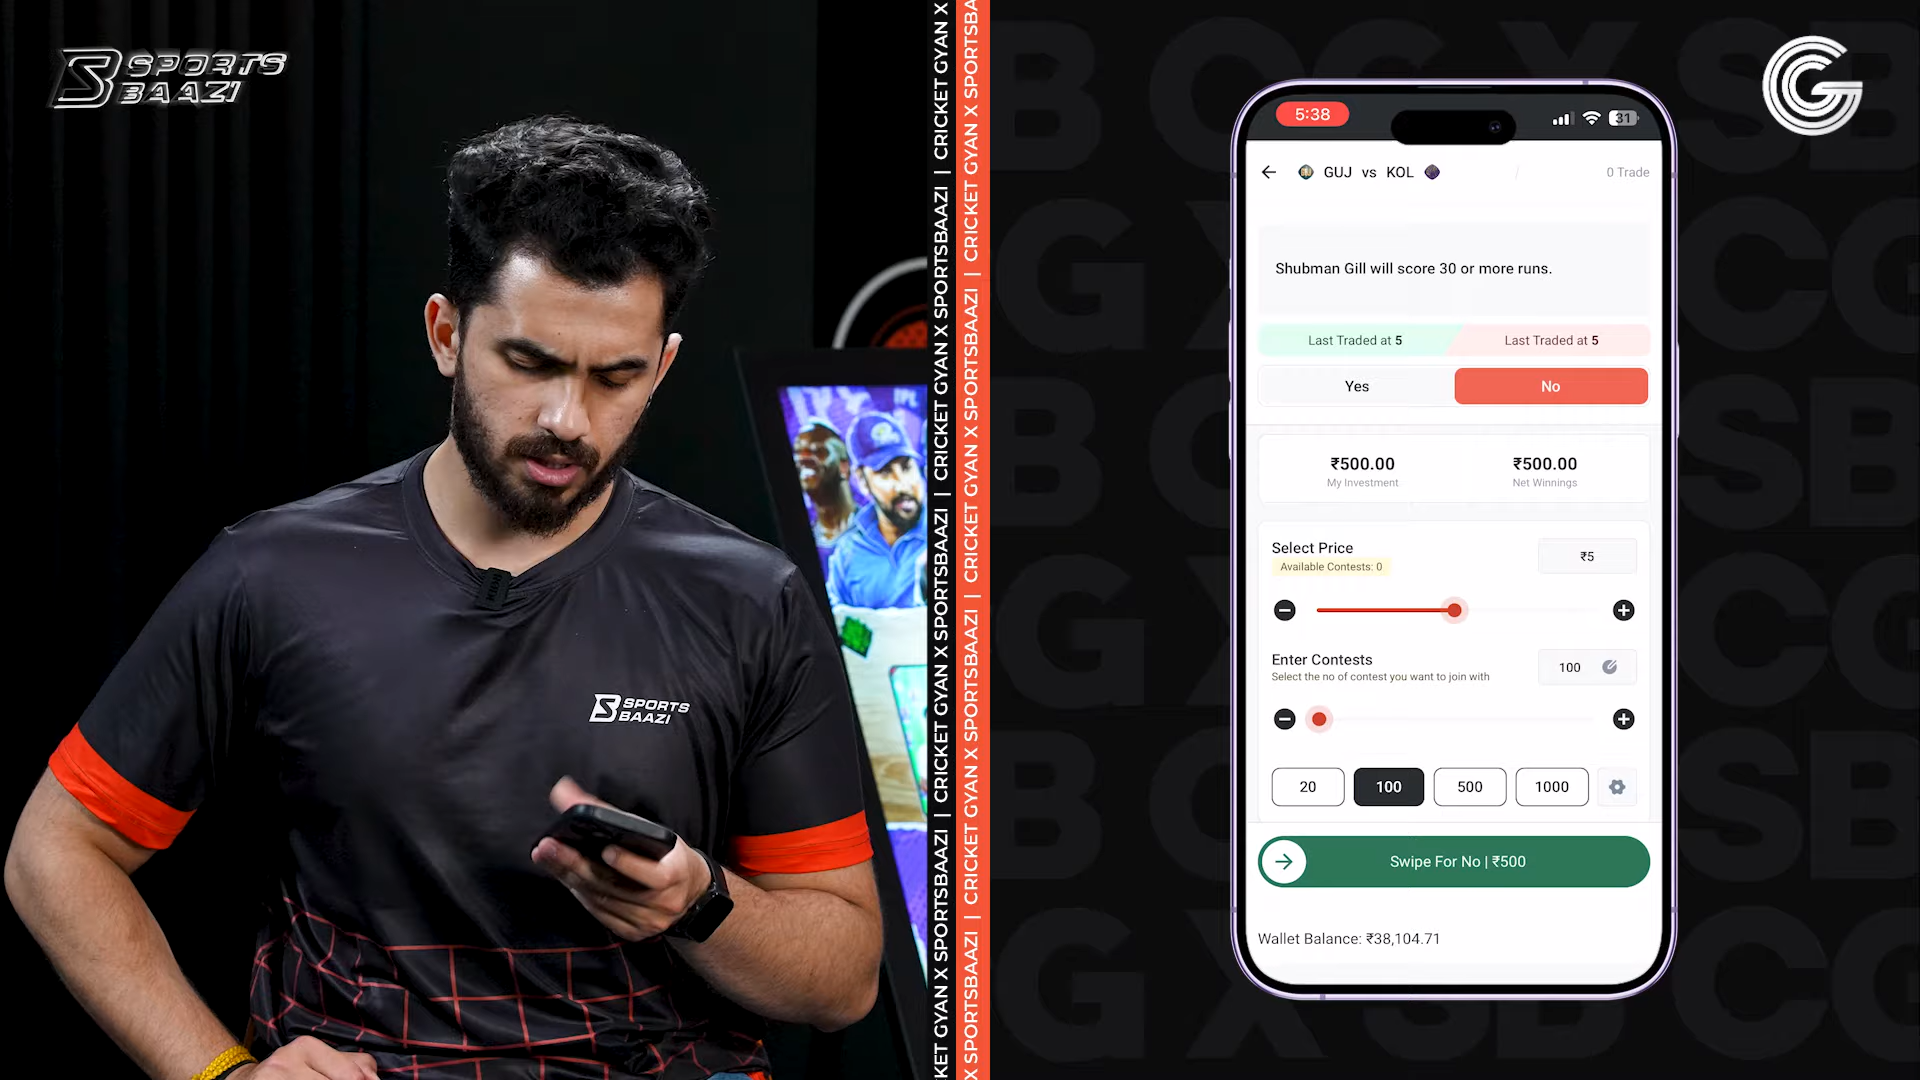 SPORTS
BAAZI
SPORTS
BAAZI
IPL
CRICKET GYAN X SPORTSBAAZI | CRICKET GYAN X SPORTSBAAZI | CRICKET GYAN X SPORTSBAAZI | CRICKET GYAN X
CRICKET GYAN X SPORTSBAAZI | CRICKET GYAN X SPORTSBAAZI | CRICKET GYAN X SPORTSBAAZI
5:38
31
GUJ vs KOL
0 Trade
Shubman Gill will score 30 or more runs.
Last Traded at 5
Last Traded at 5
Yes
No
₹500.00
₹500.00
My Investment
Net Winnings
Select Price
₹5
Available Contests: 0
Enter Contests
100
Select the no of contest you want to join with
20
100
500
1000
Swipe For No | ₹500
Wallet Balance: ₹38,104.71